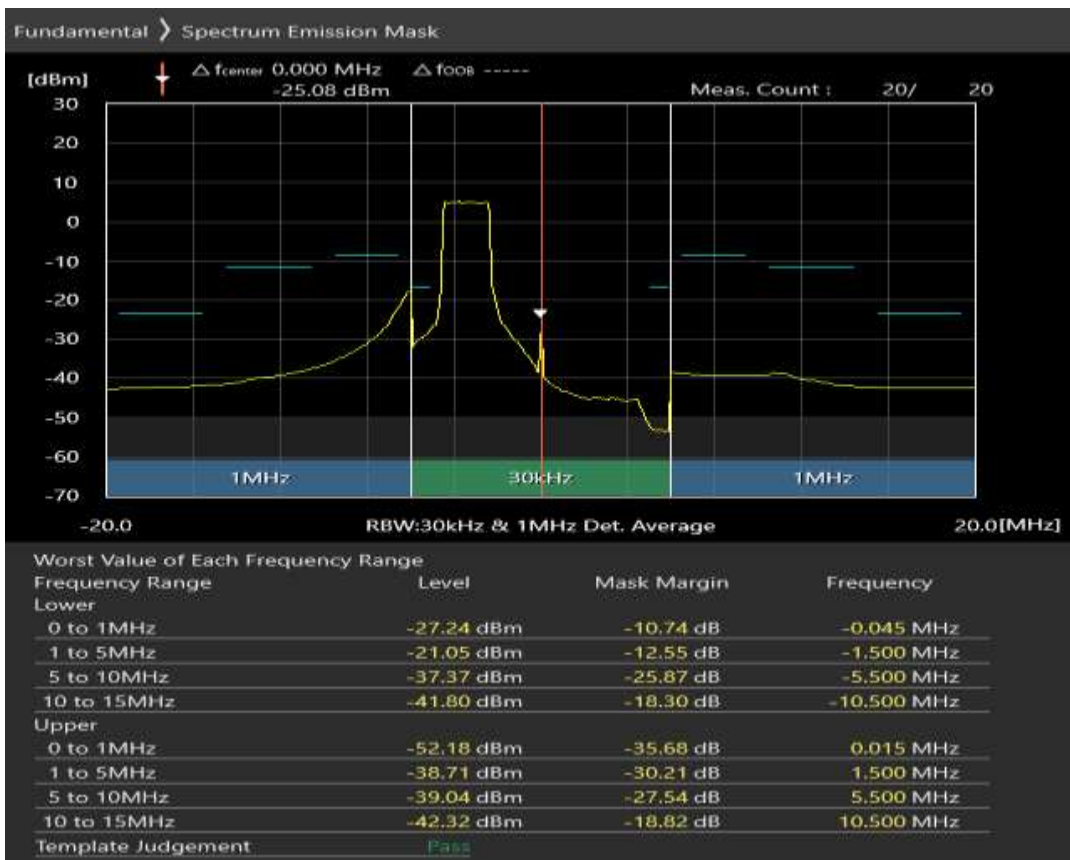 Fundamental ❯ Spectrum Emission Mask
[dBm] △ fcenter 0.000 MHz △ fOOB -----
-25.08 dBm Meas. Count : 20/ 20
30
20
10
0
-10
-20
-30
-40
-50
-60
-70
1MHz 30kHz 1MHz
-20.0 RBW:30kHz & 1MHz Det. Average 20.0[MHz]
Worst Value of Each Frequency Range
Frequency Range Level Mask Margin Frequency
Lower
0 to 1MHz -27.24 dBm -10.74 dB -0.045 MHz
1 to 5MHz -21.05 dBm -12.55 dB -1.500 MHz
5 to 10MHz -37.37 dBm -25.87 dB -5.500 MHz
10 to 15MHz -41.80 dBm -18.30 dB -10.500 MHz
Upper
0 to 1MHz -52.18 dBm -35.68 dB 0.015 MHz
1 to 5MHz -38.71 dBm -30.21 dB 1.500 MHz
5 to 10MHz -39.04 dBm -27.54 dB 5.500 MHz
10 to 15MHz -42.32 dBm -18.82 dB 10.500 MHz
Template Judgement Pass